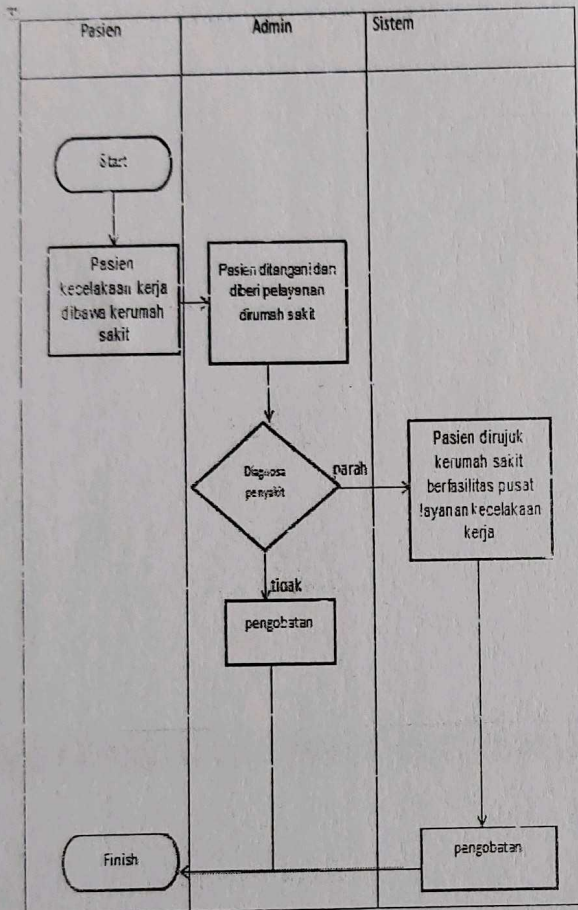 Pasien
Admin
Sistem
Start
Pasien
kecelakaan kerja
dibawa kerumah
sakit
Pasien ditangani dan
diberi pelayanan
dirumah sakit
Diagnosa
penyakit
parah
Pasien dirujuk
kerumah sakit
berfasilitas pusat
layanan kecelakaan
kerja
tidak
pengobatan
pengobatan
Finish